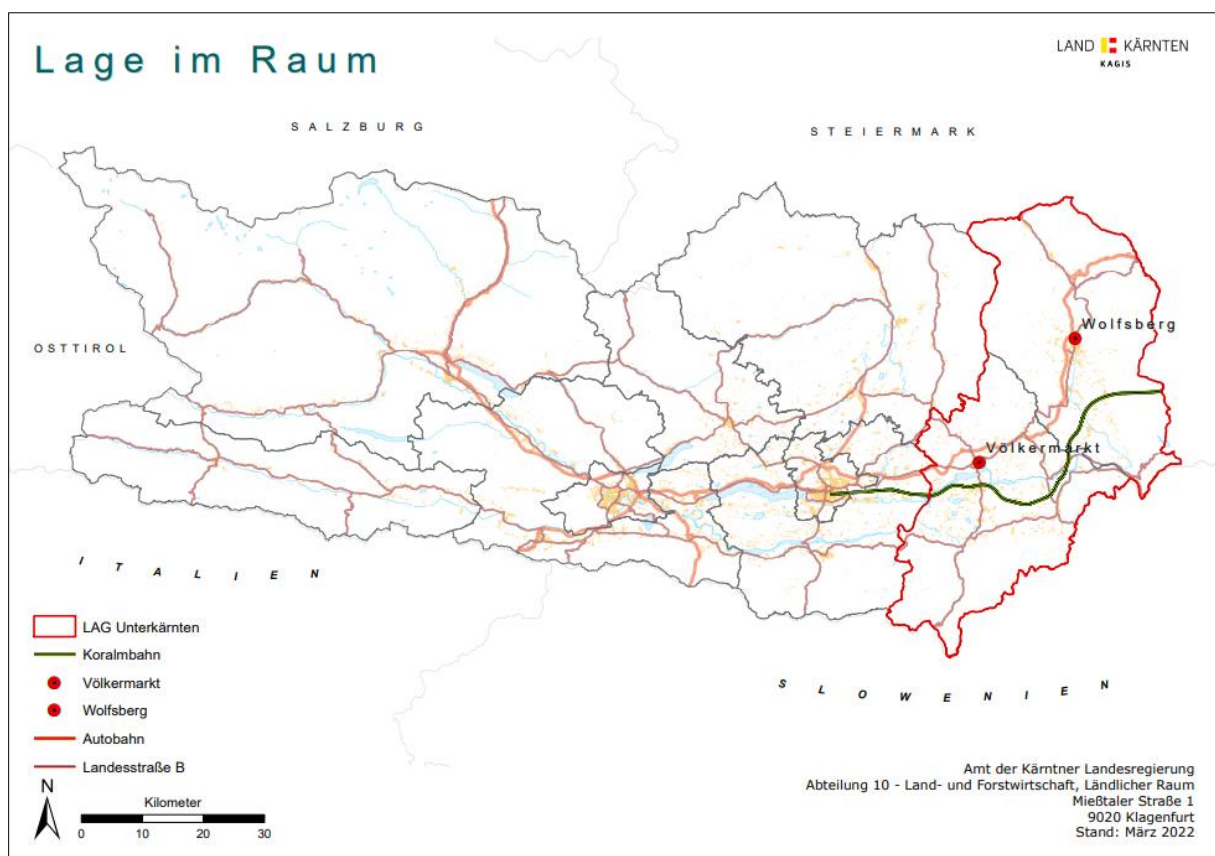 Lage im Raum
LAND KÄRNTEN
KAGIS
SALZBURG
STEIERMARK
OSTTIROL
Wolfsberg
Völkermarkt
ITALIEN
SLOWENIEN
LAG Unterkärnten
Koralmbahn
Völkermarkt
Wolfsberg
Autobahn
Landesstraße B
N
Kilometer
0 10 20 30
Amt der Kärntner Landesregierung
Abteilung 10 - Land- und Forstwirtschaft, Ländlicher Raum
Mießtaler Straße 1
9020 Klagenfurt
Stand: März 2022